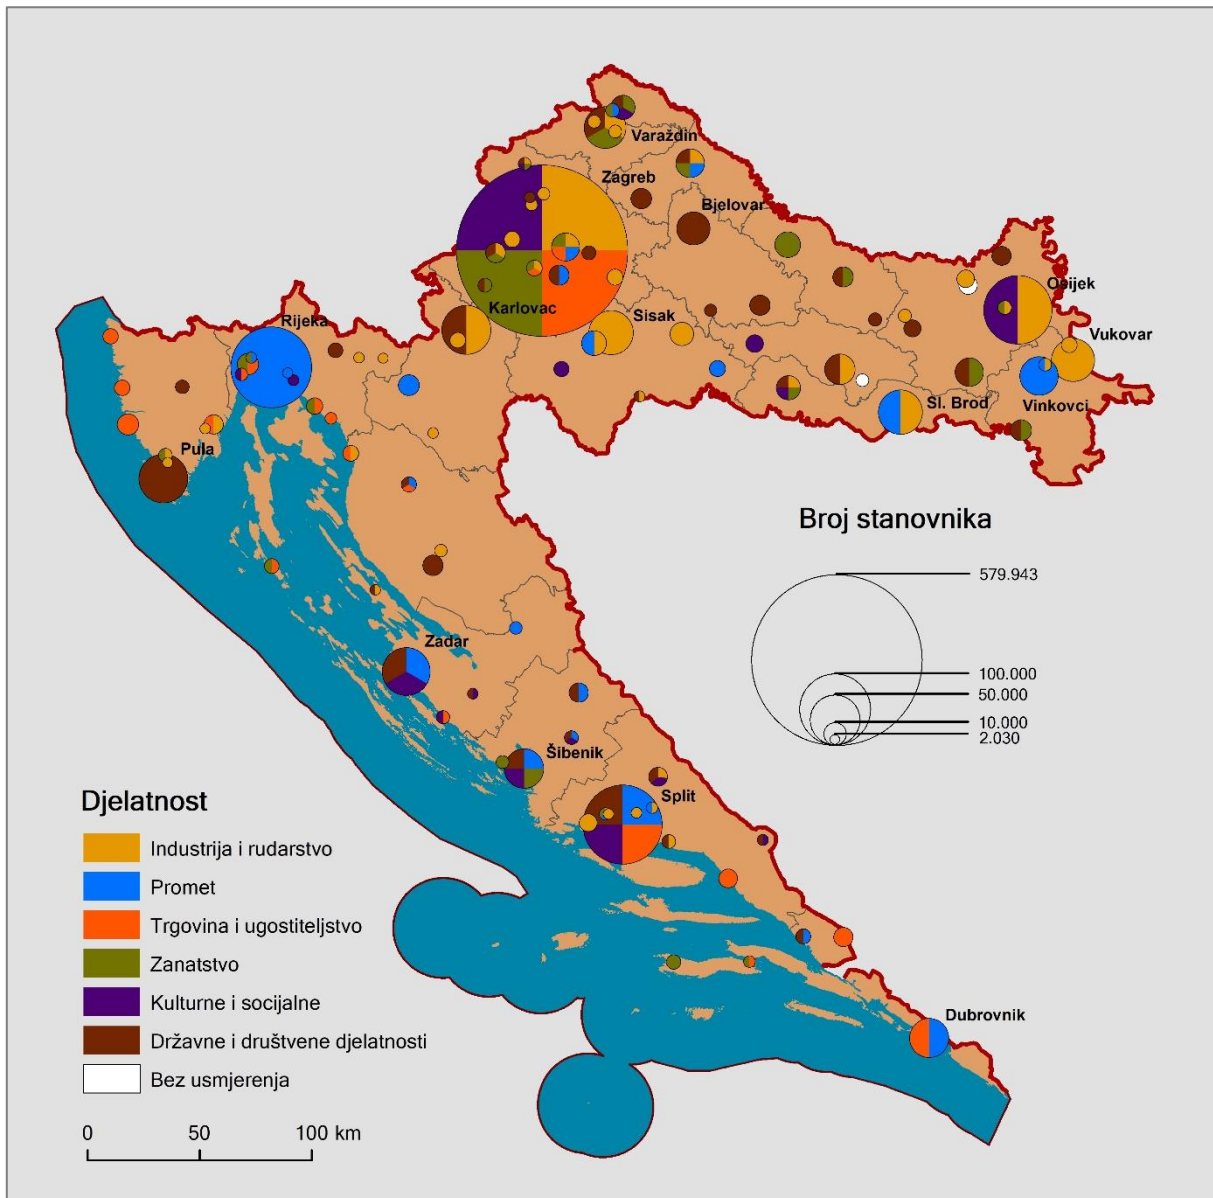 Varaždin
Zagreb
Bjelovar
Karlovac
Sisak
Osijek
Vukovar
Rijeka
Sl. Brod
Vinkovci
Pula
Broj stanovnika
579.943
100.000
50.000
10.000
2.030
Zadar
Šibenik
Split
Dubrovnik
Djelatnost
Industrija i rudarstvo
Promet
Trgovina i ugostiteljstvo
Zanatstvo
Kulturne i socijalne
Državne i društvene djelatnosti
Bez usmjerenja
0 50 100 km